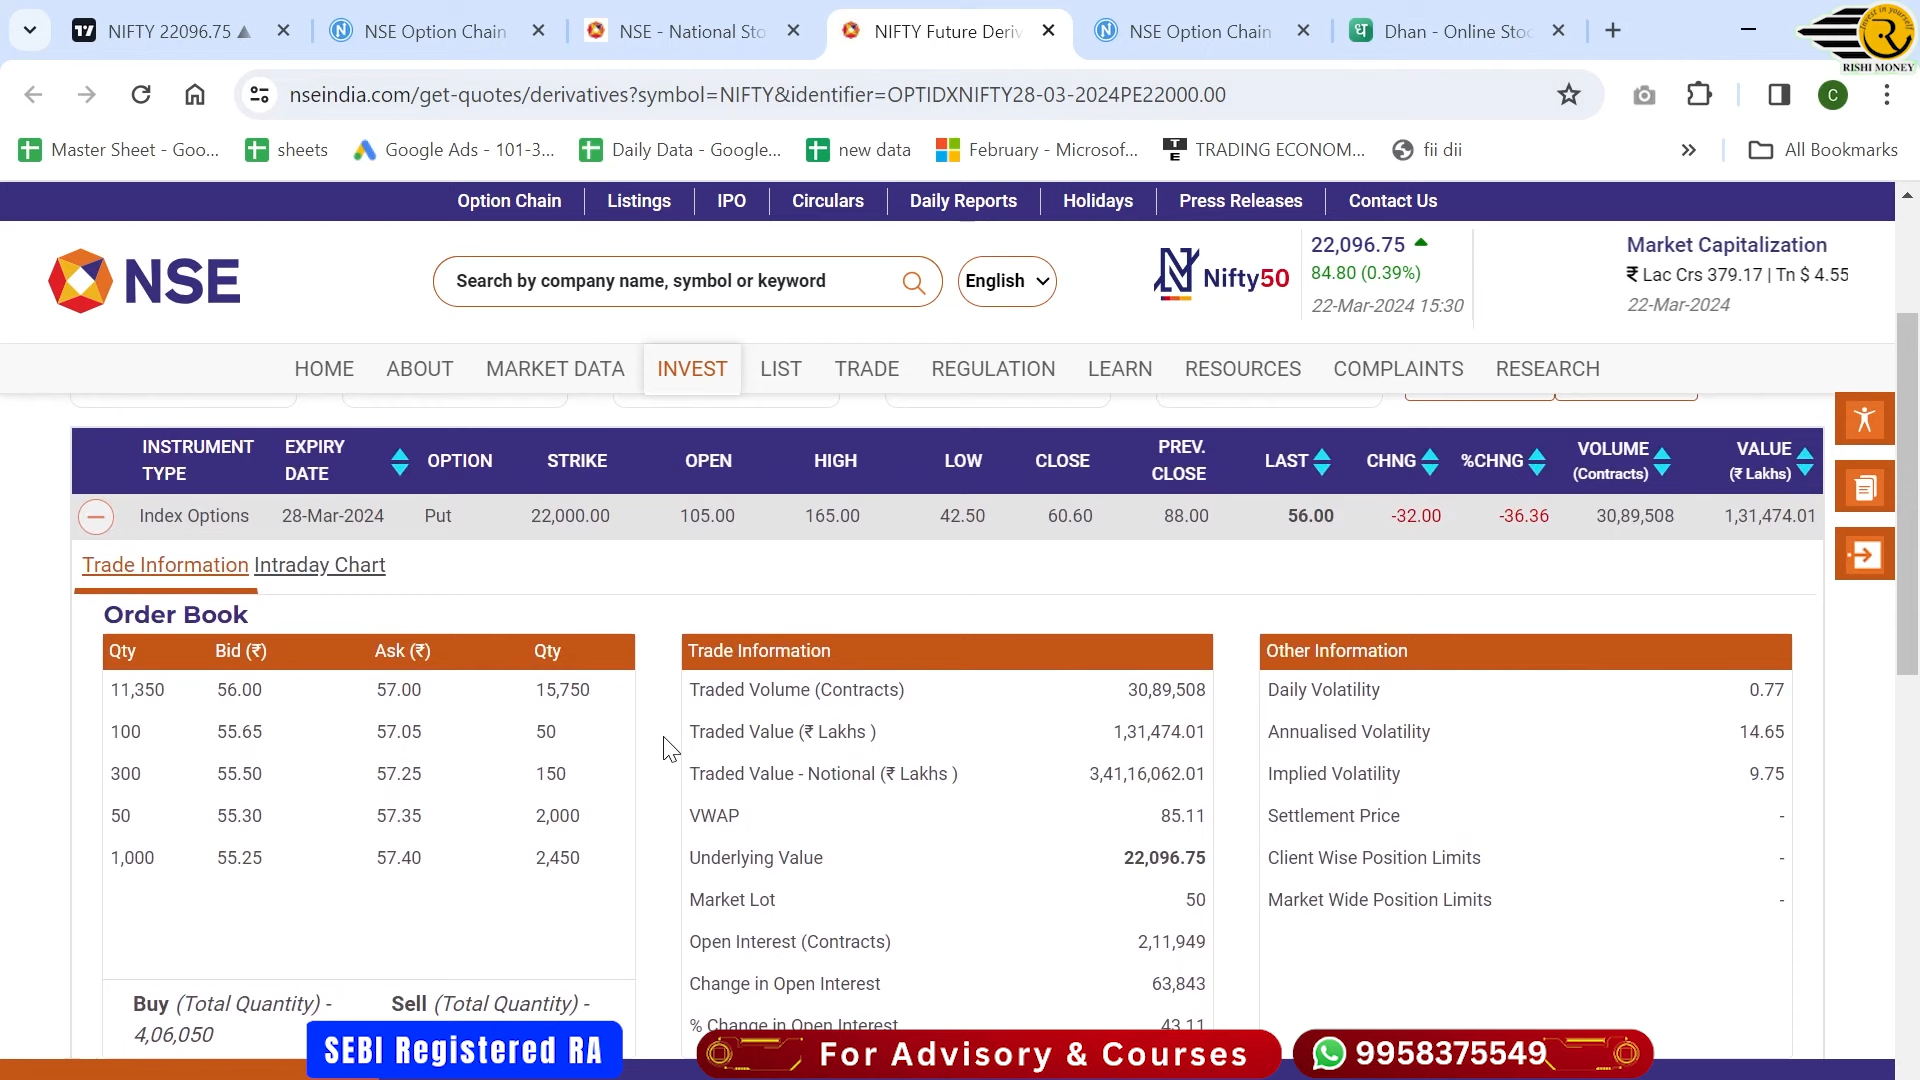 NIFTY 22096.75
NSE Option Chain
NSE - National Sto
NIFTY Future Deriv
NSE Option Chain
Dhan - Online Stoc
RISHI MONEY
nseindia.com/get-quotes/derivatives?symbol=NIFTY&identifier=OPTIDXNIFTY28-03-2024PE22000.00
C
Master Sheet - Goo...
sheets
Google Ads - 101-3...
Daily Data - Google...
new data
February - Microsof...
TRADING ECONOM...
fii dii
All Bookmarks
Option Chain
Listings
IPO
Circulars
Daily Reports
Holidays
Press Releases
Contact Us
NSE
Search by company name, symbol or keyword
English
Nifty50
22,096.75
84.80 (0.39%)
22-Mar-2024 15:30
Market Capitalization
₹ Lac Crs 379.17 | Tn $ 4.55
22-Mar-2024
HOME
ABOUT
MARKET DATA
INVEST
LIST
TRADE
REGULATION
LEARN
RESOURCES
COMPLAINTS
RESEARCH
INSTRUMENT TYPE
EXPIRY DATE
OPTION
STRIKE
OPEN
HIGH
LOW
CLOSE
PREV. CLOSE
LAST
CHNG
%CHNG
VOLUME (Contracts)
VALUE (₹ Lakhs)
Index Options
28-Mar-2024
Put
22,000.00
105.00
165.00
42.50
60.60
88.00
56.00
-32.00
-36.36
30,89,508
1,31,474.01
Trade Information Intraday Chart
Order Book
Qty Bid (₹) Ask (₹) Qty
11,350 56.00 57.00 15,750
100 55.65 57.05 50
300 55.50 57.25 150
50 55.30 57.35 2,000
1,000 55.25 57.40 2,450
Buy (Total Quantity) -
4,06,050
Sell (Total Quantity) -
Trade Information
Traded Volume (Contracts) 30,89,508
Traded Value (₹ Lakhs ) 1,31,474.01
Traded Value - Notional (₹ Lakhs ) 3,41,16,062.01
VWAP 85.11
Underlying Value 22,096.75
Market Lot 50
Open Interest (Contracts) 2,11,949
Change in Open Interest 63,843
% Change in Open Interest 43.11
Other Information
Daily Volatility 0.77
Annualised Volatility 14.65
Implied Volatility 9.75
Settlement Price -
Client Wise Position Limits -
Market Wide Position Limits -
SEBI Registered RA
For Advisory & Courses
9958375549